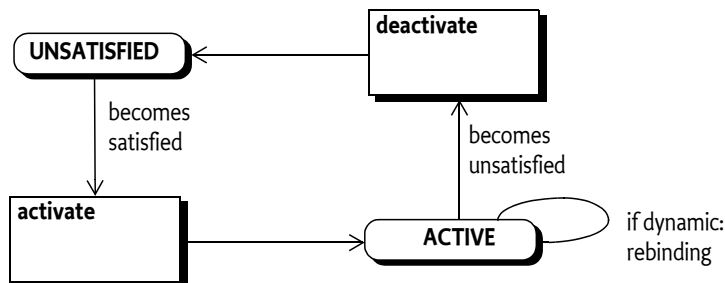 deactivate
UNSATISFIED
becomes
satisfied
becomes
unsatisfied
activate
ACTIVE
if dynamic:
rebinding